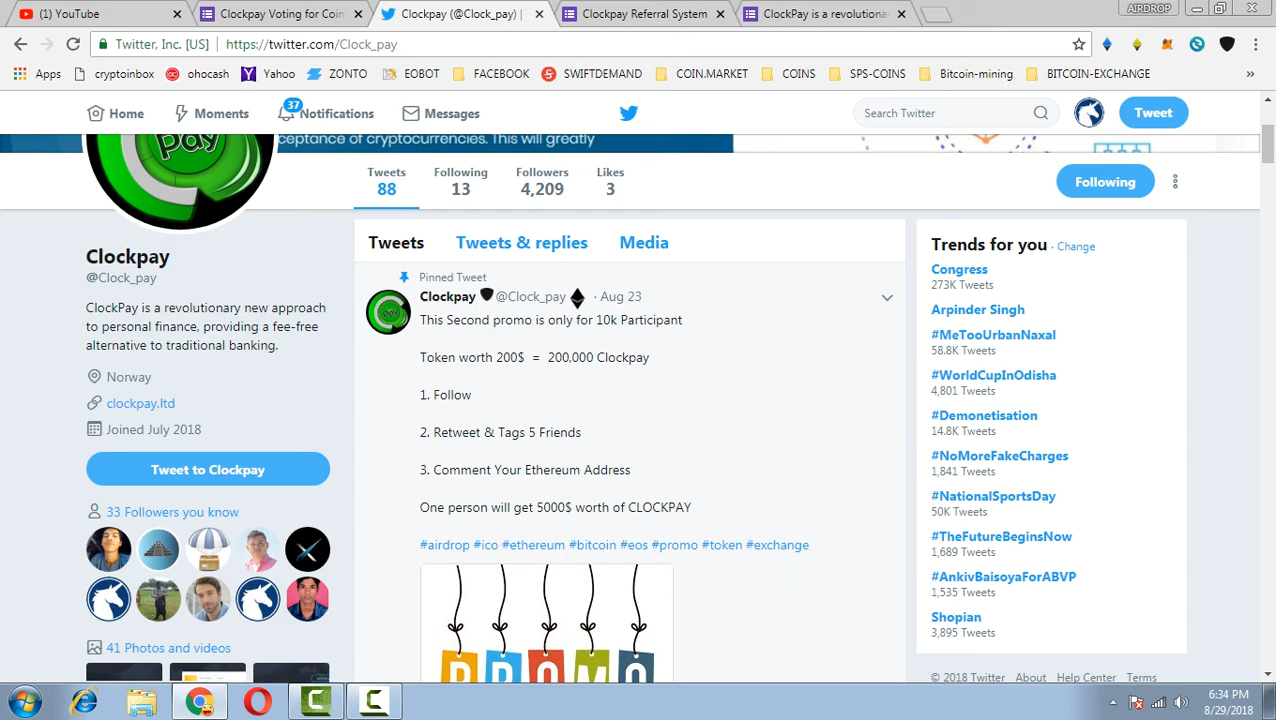 (1) YouTube
Clockpay Voting for Coin
Clockpay (@Clock_pay) |
Clockpay Referral System
ClockPay is a revolutiona
AIRDROP
Twitter, Inc. [US]
https://twitter.com/Clock_pay
Apps
cryptoinbox
ohocash
Yahoo
ZONTO
EOBOT
FACEBOOK
SWIFTDEMAND
COIN.MARKET
COINS
SPS-COINS
Bitcoin-mining
BITCOIN-EXCHANGE
»
Home
Moments
37
Notifications
Messages
Search Twitter
Tweet
Pay
ceptance of cryptocurrencies. This will greatly
Tweets
88
Following
13
Followers
4,209
Likes
3
Following
Clockpay
@Clock_pay
ClockPay is a revolutionary new approach
to personal finance, providing a fee-free
alternative to traditional banking.
Norway
clockpay.ltd
Joined July 2018
Tweet to Clockpay
33 Followers you know
41 Photos and videos
Tweets
Tweets & replies
Media
Pinned Tweet
Clockpay @Clock_pay · Aug 23
This Second promo is only for 10k Participant
Token worth 200$ = 200,000 Clockpay
1. Follow
2. Retweet & Tags 5 Friends
3. Comment Your Ethereum Address
One person will get 5000$ worth of CLOCKPAY
#airdrop #ico #ethereum #bitcoin #eos #promo #token #exchange
PROMO
Trends for you · Change
Congress
273K Tweets
Arpinder Singh
#MeTooUrbanNaxal
58.8K Tweets
#WorldCupInOdisha
4,801 Tweets
#Demonetisation
14.8K Tweets
#NoMoreFakeCharges
1,841 Tweets
#NationalSportsDay
50K Tweets
#TheFutureBeginsNow
1,689 Tweets
#AnkivBaisoyaForABVP
1,535 Tweets
Shopian
3,895 Tweets
© 2018 Twitter About Help Center Terms
6:34 PM
8/29/2018